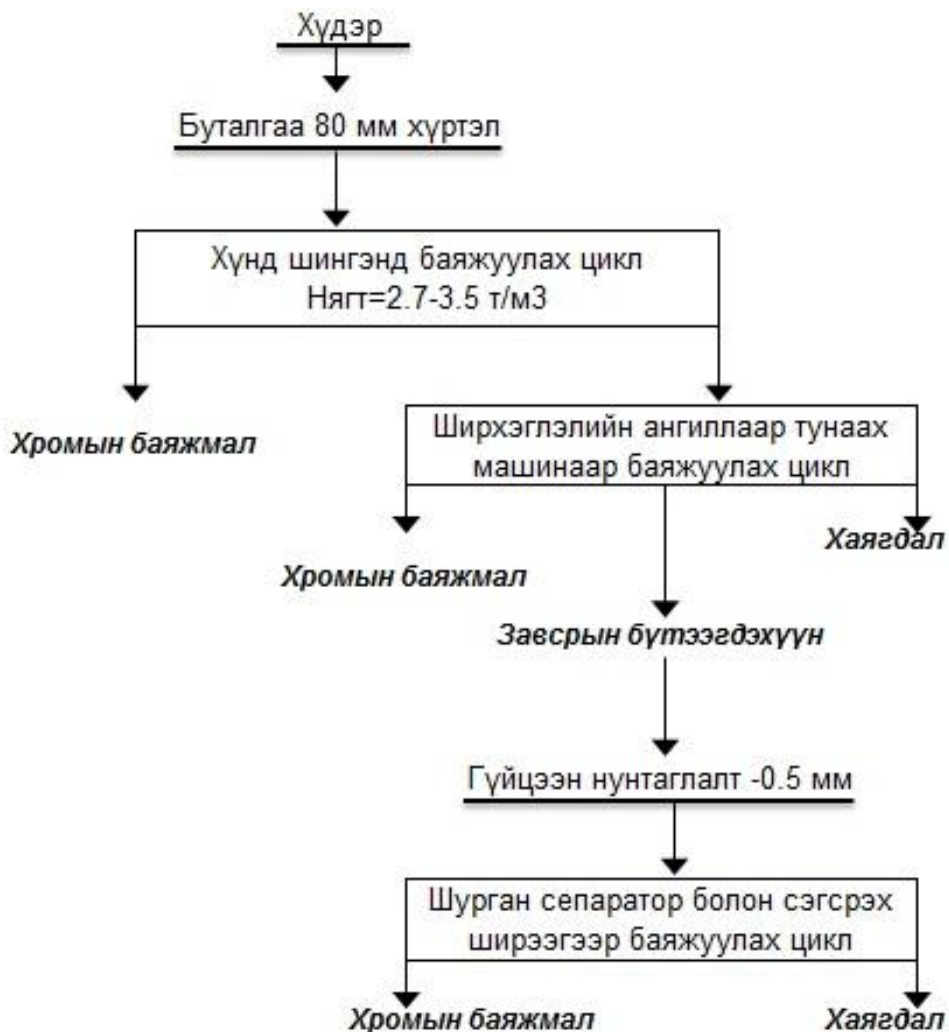 Хүдэр
Буталгаа 80 мм хүртэл
Хүнд шингэнд баяжуулах цикл
Нягт=2.7-3.5 т/м3
Хромын баяжмал
Ширхэглэлийн ангиллаар тунаах
машинаар баяжуулах цикл
Хаягдал
Хромын баяжмал
Завсрын бүтээгдэхүүн
Гүйцээн нунтаглалт -0.5 мм
Шурган сепаратор болон сэгсрэх
ширээгээр баяжуулах цикл
Хромын баяжмал
Хаягдал